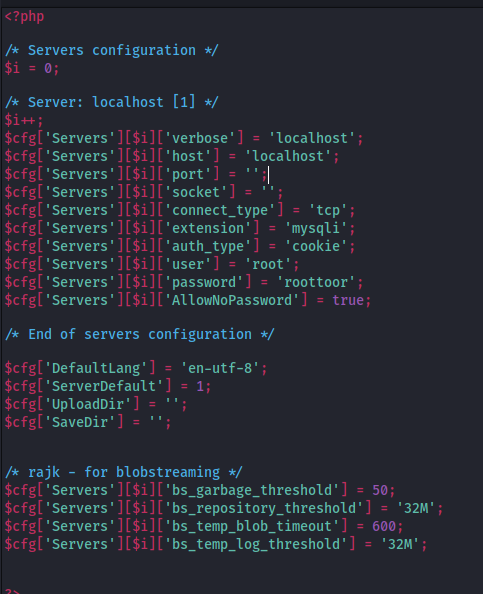 <?php
/* Servers configuration */
$i = 0;
/* Server: localhost [1] */
$i++;
$cfg['Servers'][$i]['verbose'] = 'localhost';
$cfg['Servers'][$i]['host'] = 'localhost';
$cfg['Servers'][$i]['port'] = '';
$cfg['Servers'][$i]['socket'] = '';
$cfg['Servers'][$i]['connect_type'] = 'tcp';
$cfg['Servers'][$i]['extension'] = 'mysqli';
$cfg['Servers'][$i]['auth_type'] = 'cookie';
$cfg['Servers'][$i]['user'] = 'root';
$cfg['Servers'][$i]['password'] = 'roottoor';
$cfg['Servers'][$i]['AllowNoPassword'] = true;
/* End of servers configuration */
$cfg['DefaultLang'] = 'en-utf-8';
$cfg['ServerDefault'] = 1;
$cfg['UploadDir'] = '';
$cfg['SaveDir'] = '';
/* rajk - for blobstreaming */
$cfg['Servers'][$i]['bs_garbage_threshold'] = 50;
$cfg['Servers'][$i]['bs_repository_threshold'] = '32M';
$cfg['Servers'][$i]['bs_temp_blob_timeout'] = 600;
$cfg['Servers'][$i]['bs_temp_log_threshold'] = '32M';
?>